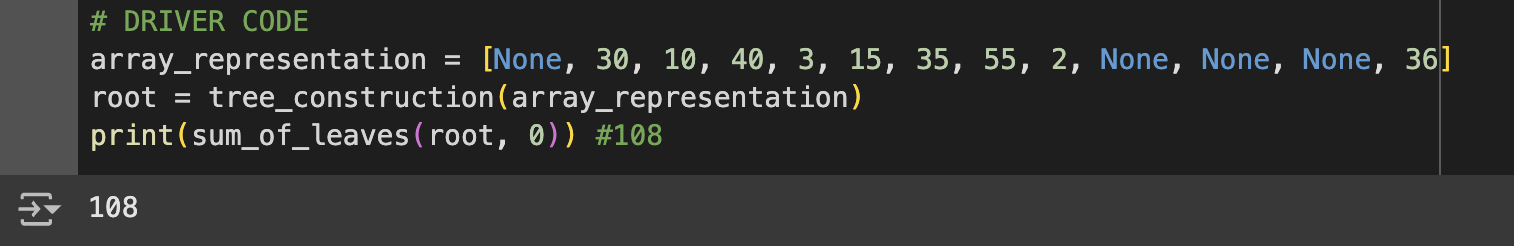 # DRIVER CODE
array_representation = [None, 30, 10, 40, 3, 15, 35, 55, 2, None, None, None, 36]
root = tree_construction(array_representation)
print(sum_of_leaves(root, 0)) #108
108